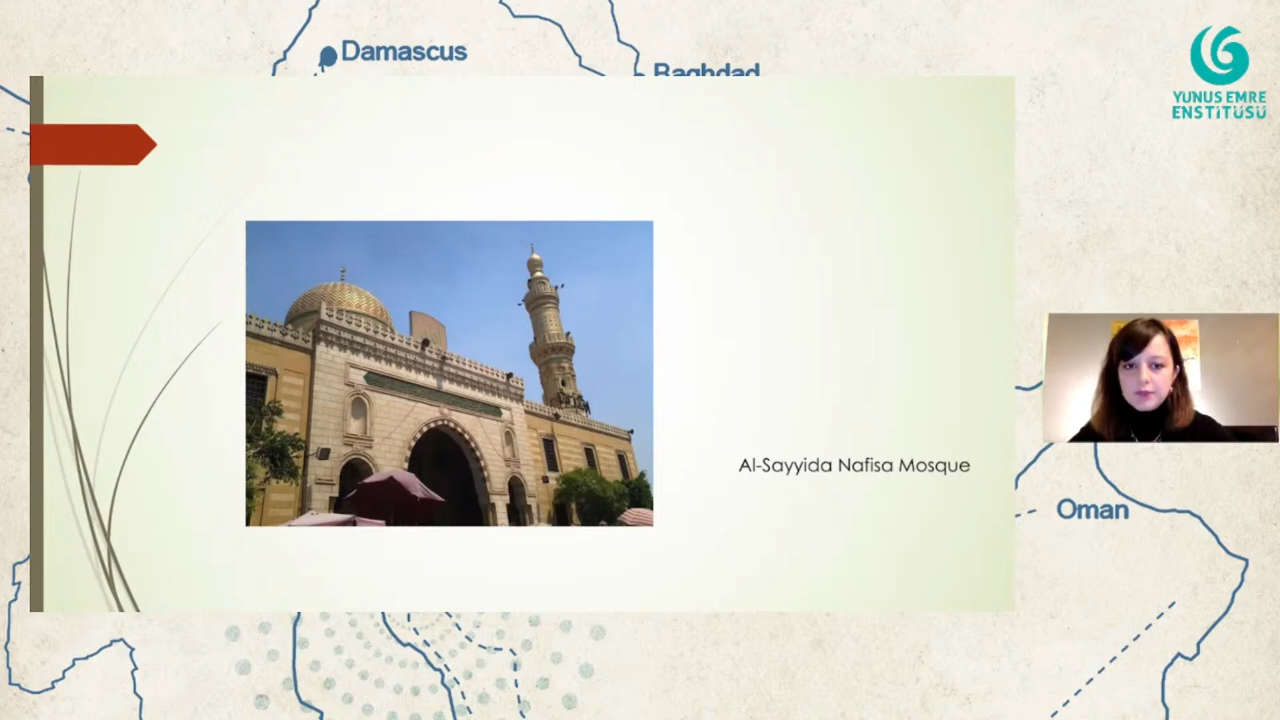 Damascus
Baghdad
YUNUS EMRE
ENSTİTÜSÜ
Al-Sayyida Nafisa Mosque
Oman